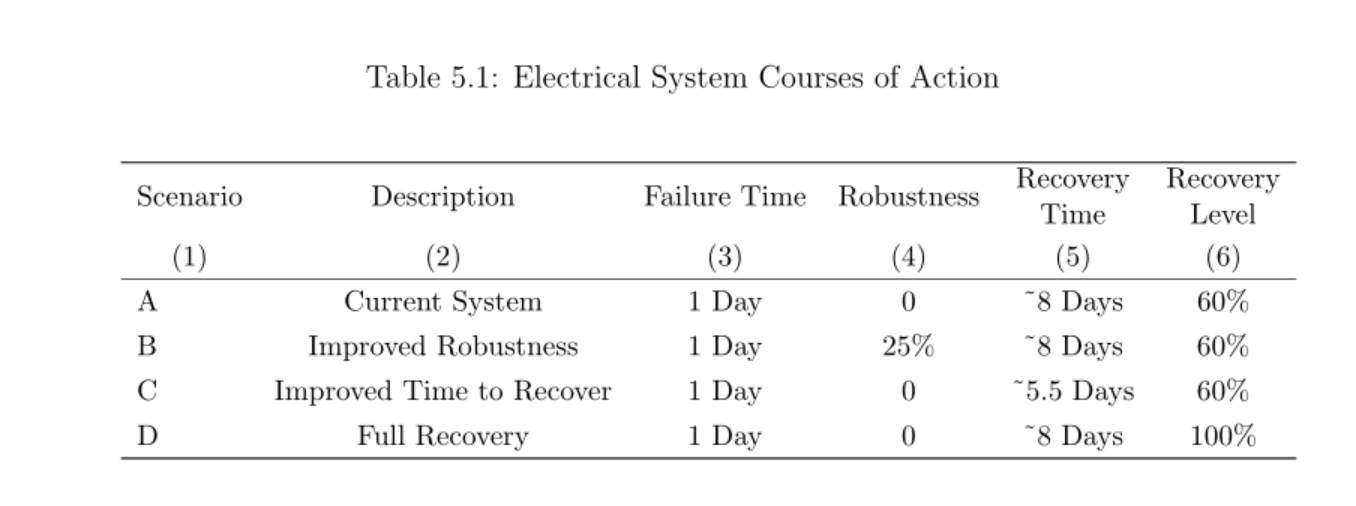 Table 5.1: Electrical System Courses of Action
Scenario Description Failure Time Robustness Recovery Time Recovery Level
(1) (2) (3) (4) (5) (6)
A Current System 1 Day 0 ˜8 Days 60%
B Improved Robustness 1 Day 25% ˜8 Days 60%
C Improved Time to Recover 1 Day 0 ˜5.5 Days 60%
D Full Recovery 1 Day 0 ˜8 Days 100%